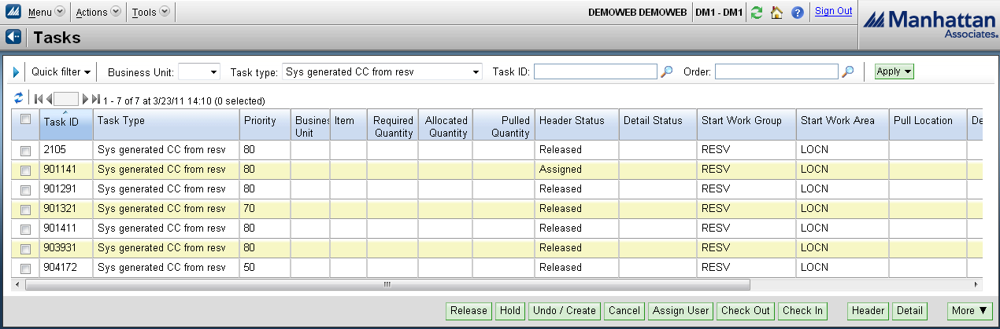 Menu Actions Tools DEMOWEB DEMOWEB DM1 - DM1 Sign Out
Manhattan
Associates.
Tasks
Quick filter Business Unit: Task type: Sys generated CC from resv Task ID: Order: Apply
1 - 7 of 7 at 3/23/11 14:10 (0 selected)
Task ID Task Type Priority Busines Unit Item Required Quantity Allocated Quantity Pulled Quantity Header Status Detail Status Start Work Group Start Work Area Pull Location De
2105 Sys generated CC from resv 80 Released RESV LOCN
901141 Sys generated CC from resv 80 Assigned RESV LOCN
901291 Sys generated CC from resv 80 Released RESV LOCN
901321 Sys generated CC from resv 70 Released RESV LOCN
901411 Sys generated CC from resv 80 Released RESV LOCN
903931 Sys generated CC from resv 80 Released RESV LOCN
904172 Sys generated CC from resv 50 Released RESV LOCN
Release Hold Undo / Create Cancel Assign User Check Out Check In Header Detail More ▼